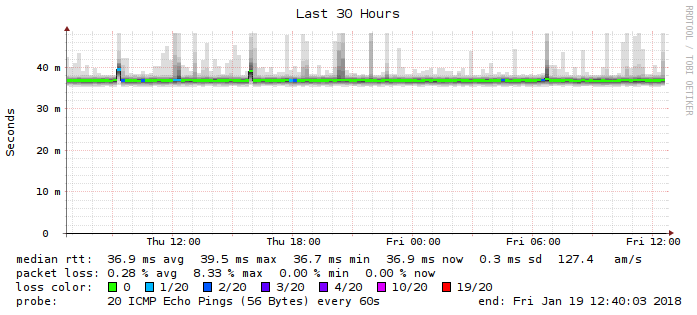 Last 30 Hours
RRDTOOL / TOBI OETIKER
Seconds
40 m
30 m
20 m
10 m
0
Thu 12:00 Thu 18:00 Fri 00:00 Fri 06:00 Fri 12:00
median rtt: 36.9 ms avg 39.5 ms max 36.7 ms min 36.9 ms now 0.3 ms sd 127.4 am/s
packet loss: 0.28 % avg 8.33 % max 0.00 % min 0.00 % now
loss color: 0 1/20 2/20 3/20 4/20 10/20 19/20
probe: 20 ICMP Echo Pings (56 Bytes) every 60s end: Fri Jan 19 12:40:03 2018